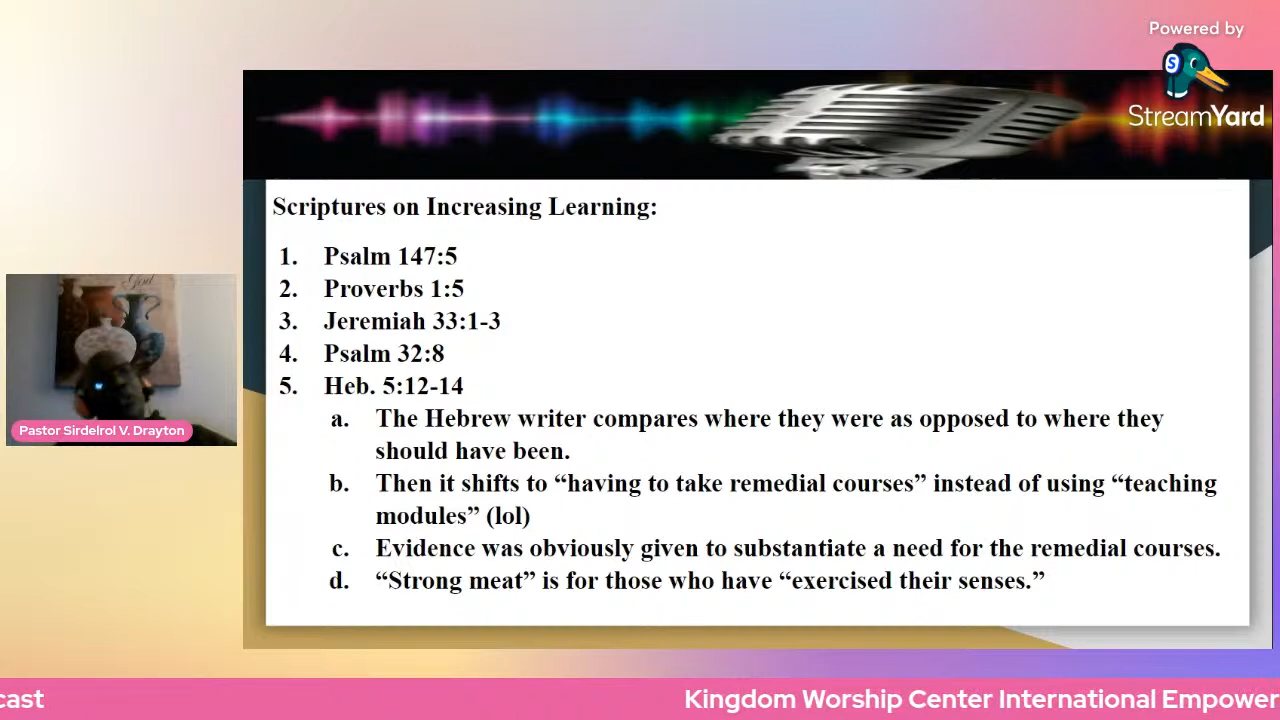 Powered by
S
StreamYard
Scriptures on Increasing Learning:
1. Psalm 147:5
2. Proverbs 1:5
3. Jeremiah 33:1-3
4. Psalm 32:8
5. Heb. 5:12-14
a. The Hebrew writer compares where they were as opposed to where they
should have been.
b. Then it shifts to “having to take remedial courses” instead of using “teaching
modules” (lol)
c. Evidence was obviously given to substantiate a need for the remedial courses.
d. “Strong meat” is for those who have “exercised their senses.”
God
Pastor Sirdelrol V. Drayton
cast
Kingdom Worship Center International Empower